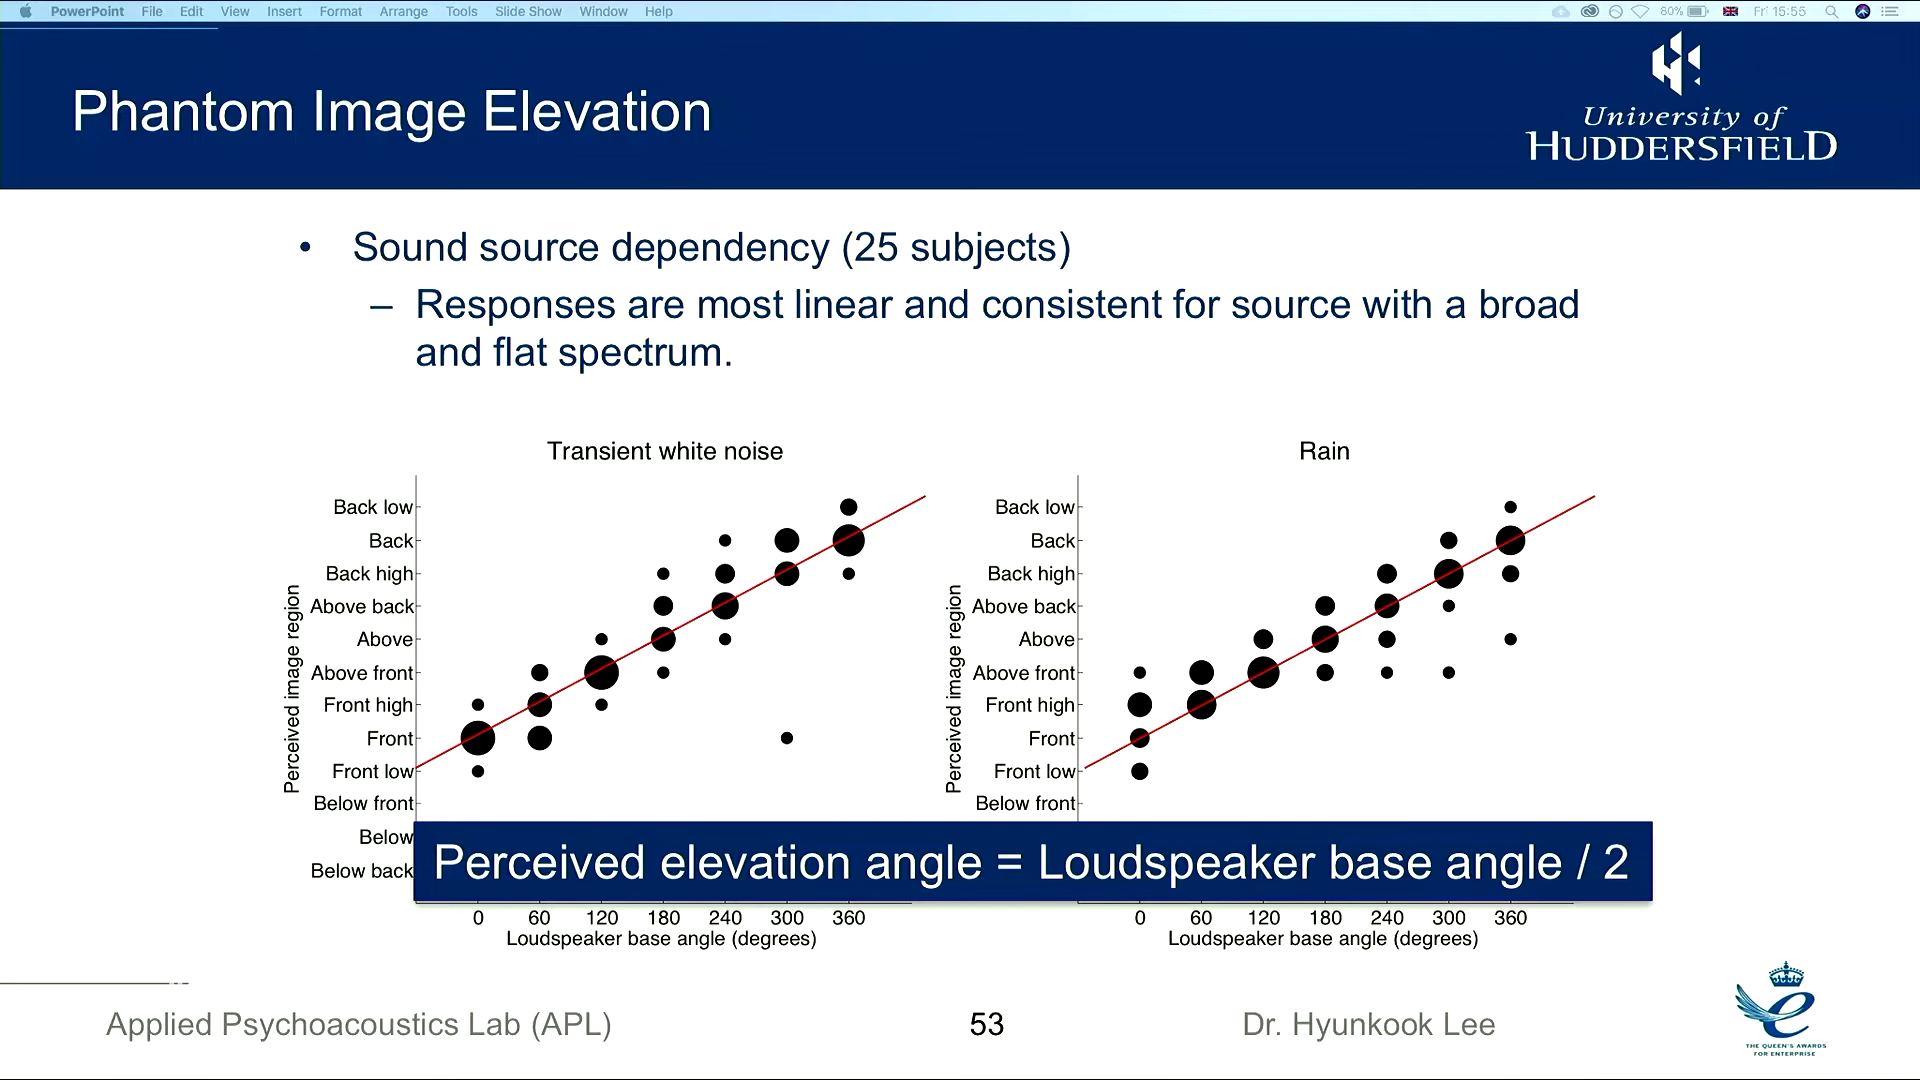 PowerPoint File Edit View Insert Format Arrange Tools Slide Show Window Help 80% Fri 15:55
Phantom Image Elevation
University of
HUDDERSFIELD
• Sound source dependency (25 subjects)
– Responses are most linear and consistent for source with a broad
and flat spectrum.
Transient white noise
Perceived image region
Back low
Back
Back high
Above back
Above
Above front
Front high
Front
Front low
Below front
Below
Below back
0 60 120 180 240 300 360
Loudspeaker base angle (degrees)
Rain
Perceived image region
Back low
Back
Back high
Above back
Above
Above front
Front high
Front
Front low
Below front
0 60 120 180 240 300 360
Loudspeaker base angle (degrees)
Perceived elevation angle = Loudspeaker base angle / 2
Applied Psychoacoustics Lab (APL) 53 Dr. Hyunkook Lee
THE QUEEN'S AWARDS
FOR ENTERPRISE